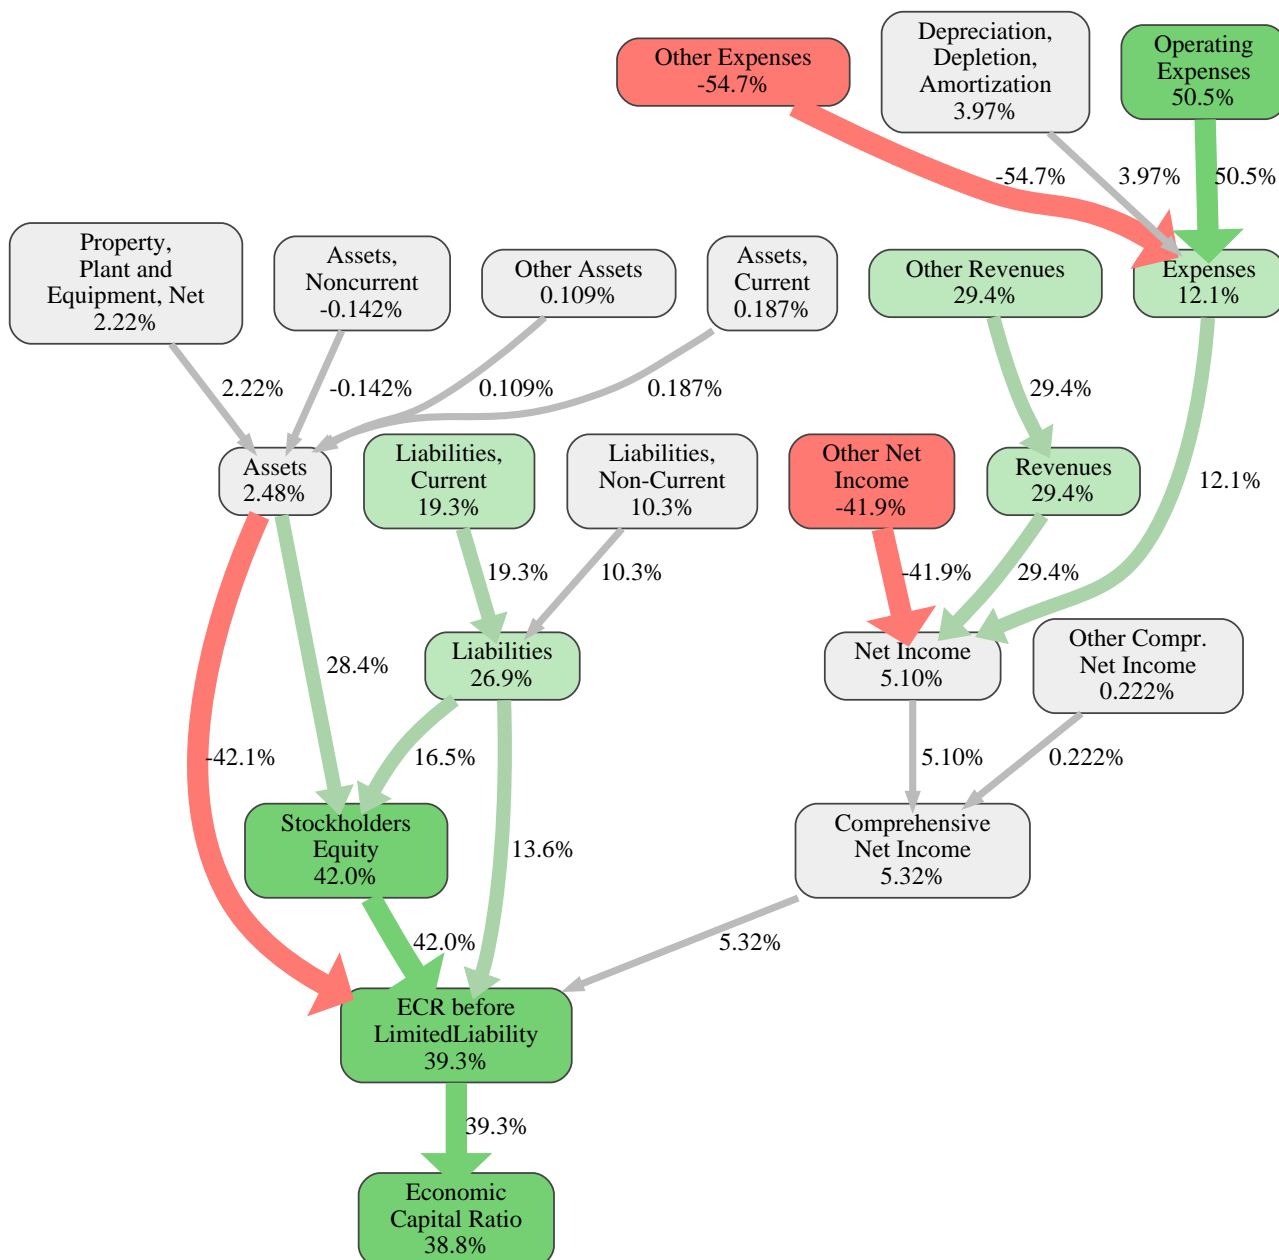 Other Expenses
-54.7%
Depreciation,
Depletion,
Amortization
3.97%
Operating
Expenses
50.5%
-54.7%
3.97%
50.5%
Property,
Plant and
Equipment, Net
2.22%
Assets,
Noncurrent
-0.142%
Other Assets
0.109%
Assets,
Current
0.187%
Other Revenues
29.4%
Expenses
12.1%
2.22%
-0.142%
0.109%
0.187%
29.4%
12.1%
Assets
2.48%
Liabilities,
Current
19.3%
Liabilities,
Non-Current
10.3%
Other Net
Income
-41.9%
Revenues
29.4%
19.3%
10.3%
-41.9%
29.4%
28.4%
Liabilities
26.9%
Net Income
5.10%
Other Compr.
Net Income
0.222%
-42.1%
16.5%
5.10%
0.222%
Stockholders
Equity
42.0%
13.6%
Comprehensive
Net Income
5.32%
42.0%
5.32%
ECR before
LimitedLiability
39.3%
39.3%
Economic
Capital Ratio
38.8%